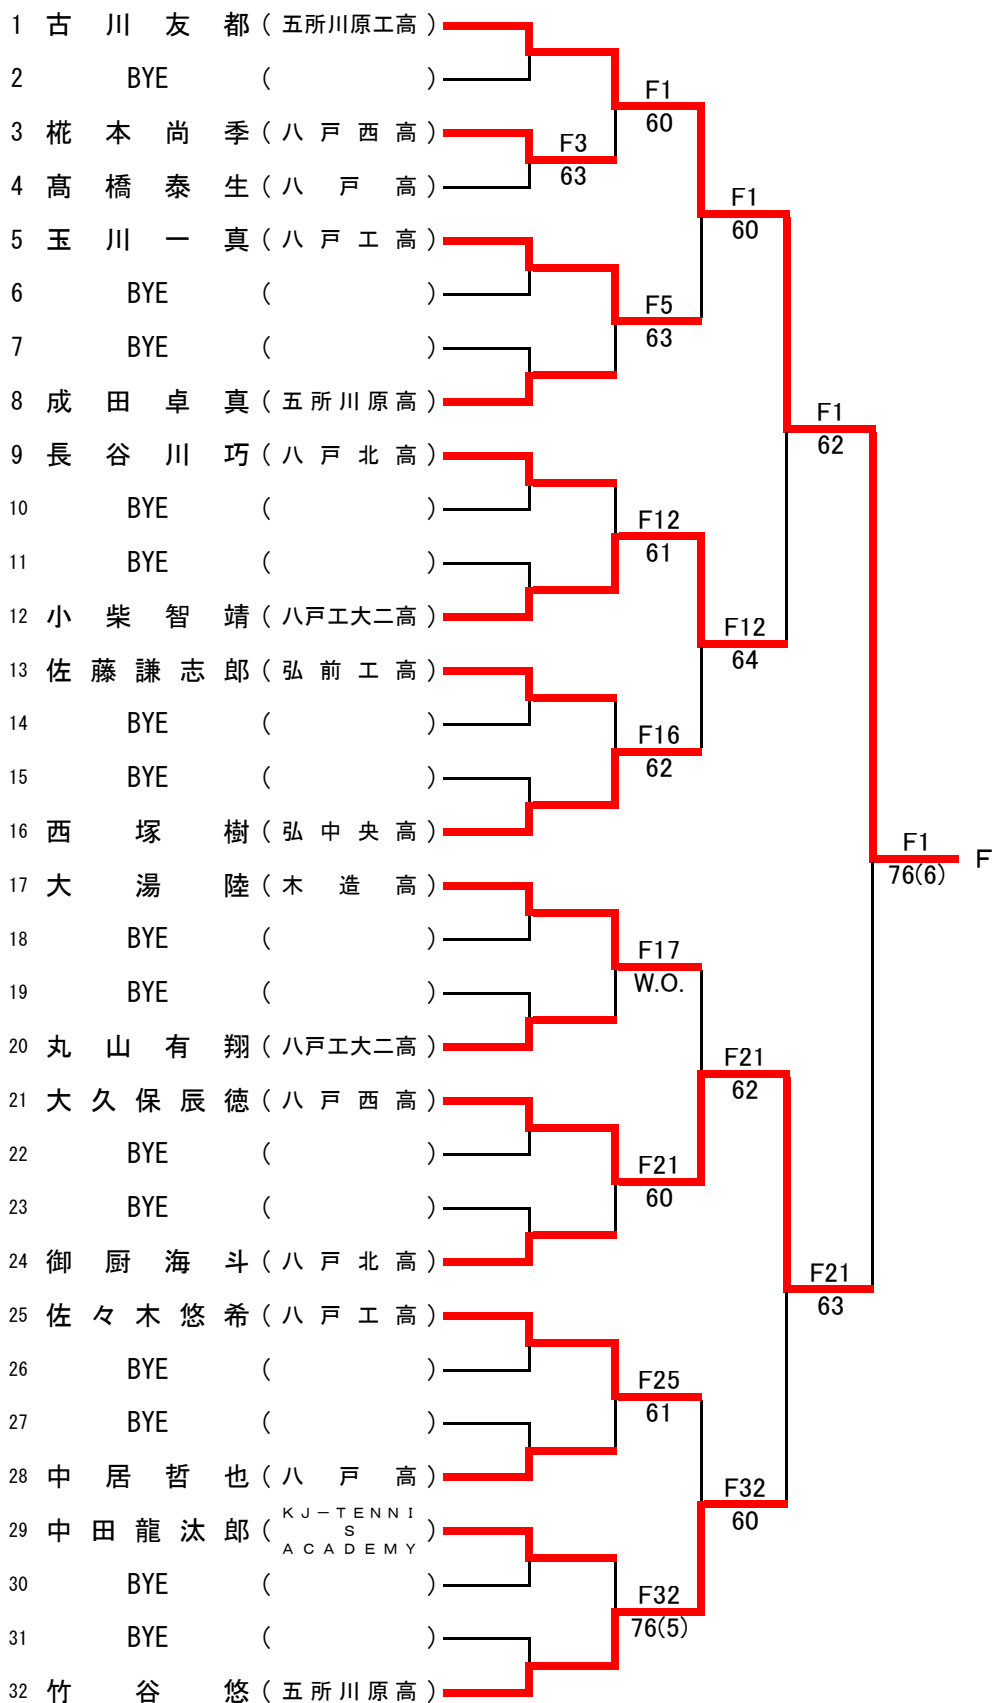 1 古川友都 (五所川原工高)
2 BYE ( )
F1
60
3 椛本尚季 (八戸西高)
F3
63
4 髙橋泰生 (八戸高)
F1
60
5 玉川一真 (八戸工高)
6 BYE ( )
F5
63
7 BYE ( )
8 成田卓真 (五所川原高)
F1
62
9 長谷川巧 (八戸北高)
10 BYE ( )
F12
61
11 BYE ( )
12 小柴智靖 (八戸工大二高)
F12
64
13 佐藤謙志郎 (弘前工高)
14 BYE ( )
F16
62
15 BYE ( )
16 西塚樹 (弘中央高)
F1
76(6)
F
17 大湯陸 (木造高)
18 BYE ( )
F17
W.O.
19 BYE ( )
20 丸山有翔 (八戸工大二高)
F21
62
21 大久保辰徳 (八戸西高)
22 BYE ( )
F21
60
23 BYE ( )
24 御厨海斗 (八戸北高)
F21
63
25 佐々木悠希 (八戸工高)
26 BYE ( )
F25
61
27 BYE ( )
28 中居哲也 (八戸高)
F32
60
29 中田龍汰郎 (KJ-TENNIS ACADEMY)
30 BYE ( )
F32
76(5)
31 BYE ( )
32 竹谷悠 (五所川原高)